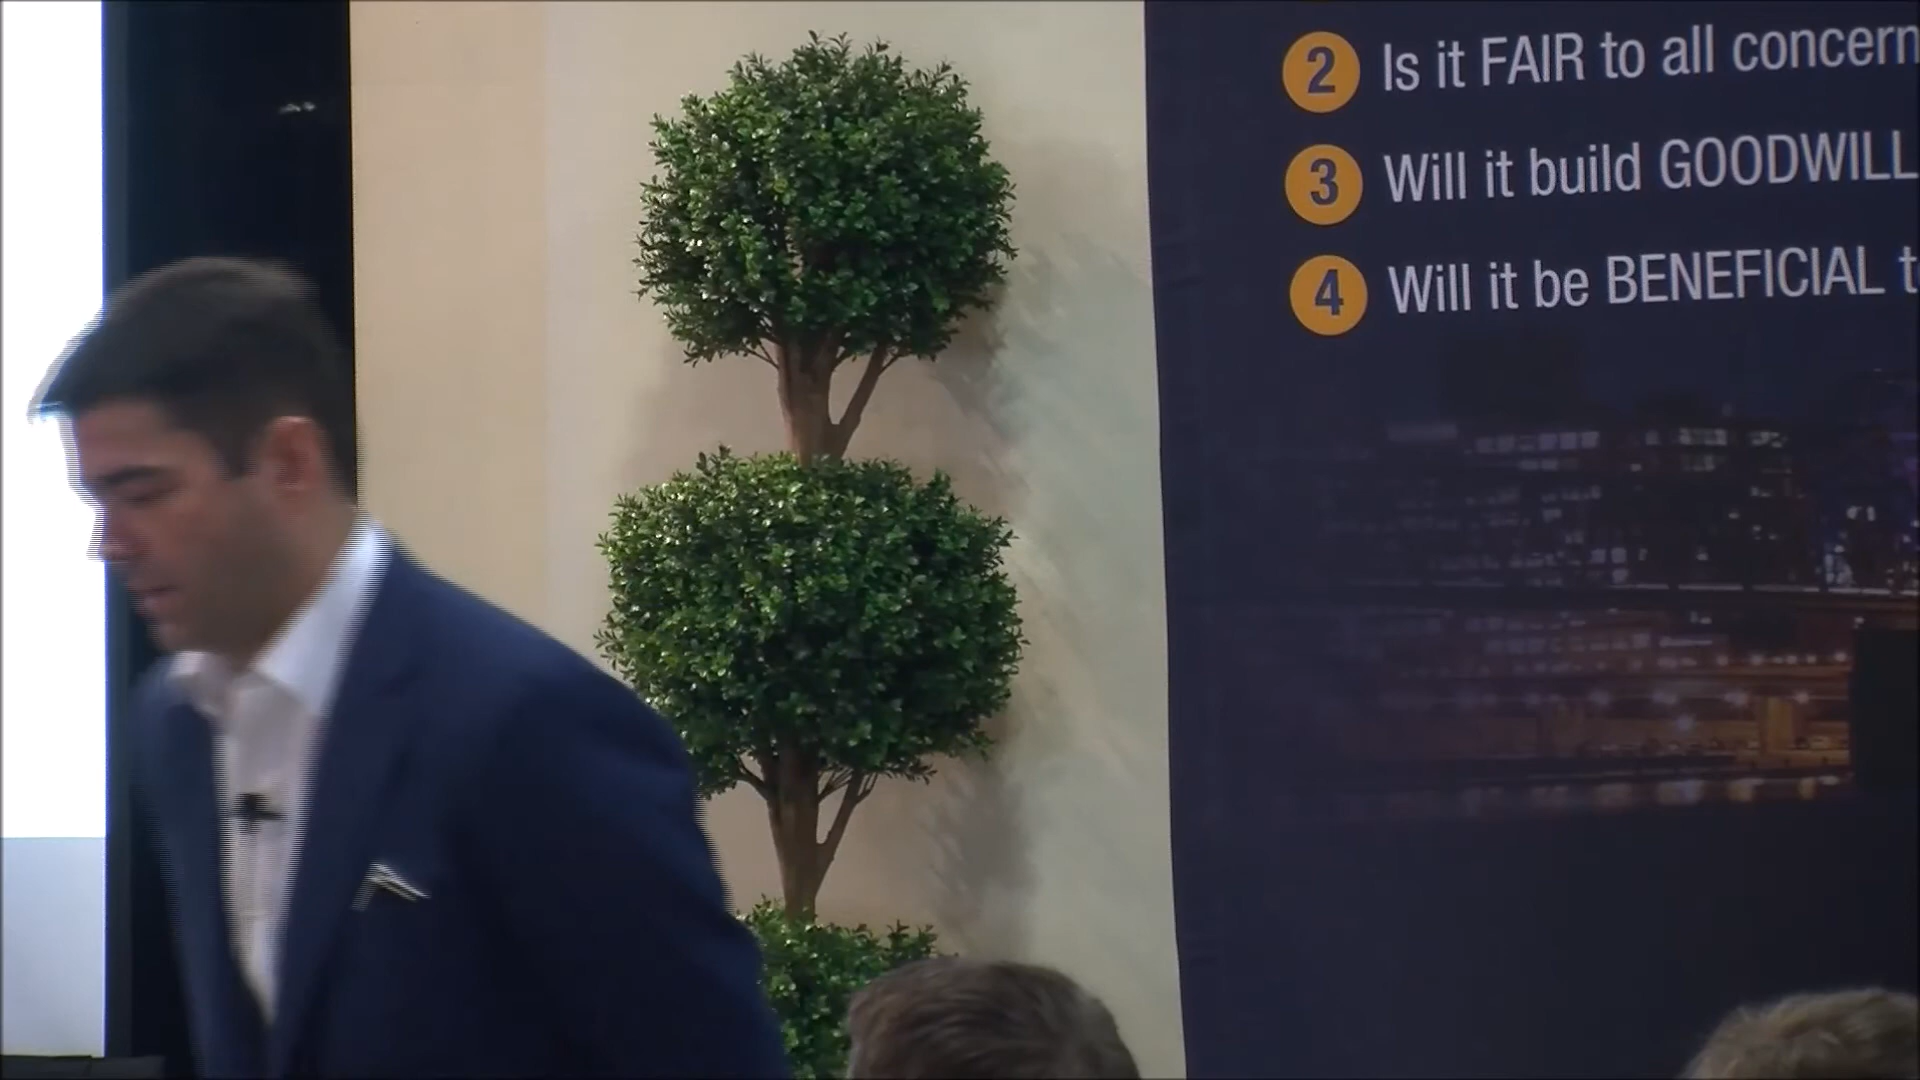 2 Is it FAIR to all concern
3 Will it build GOODWILL
4 Will it be BENEFICIAL t